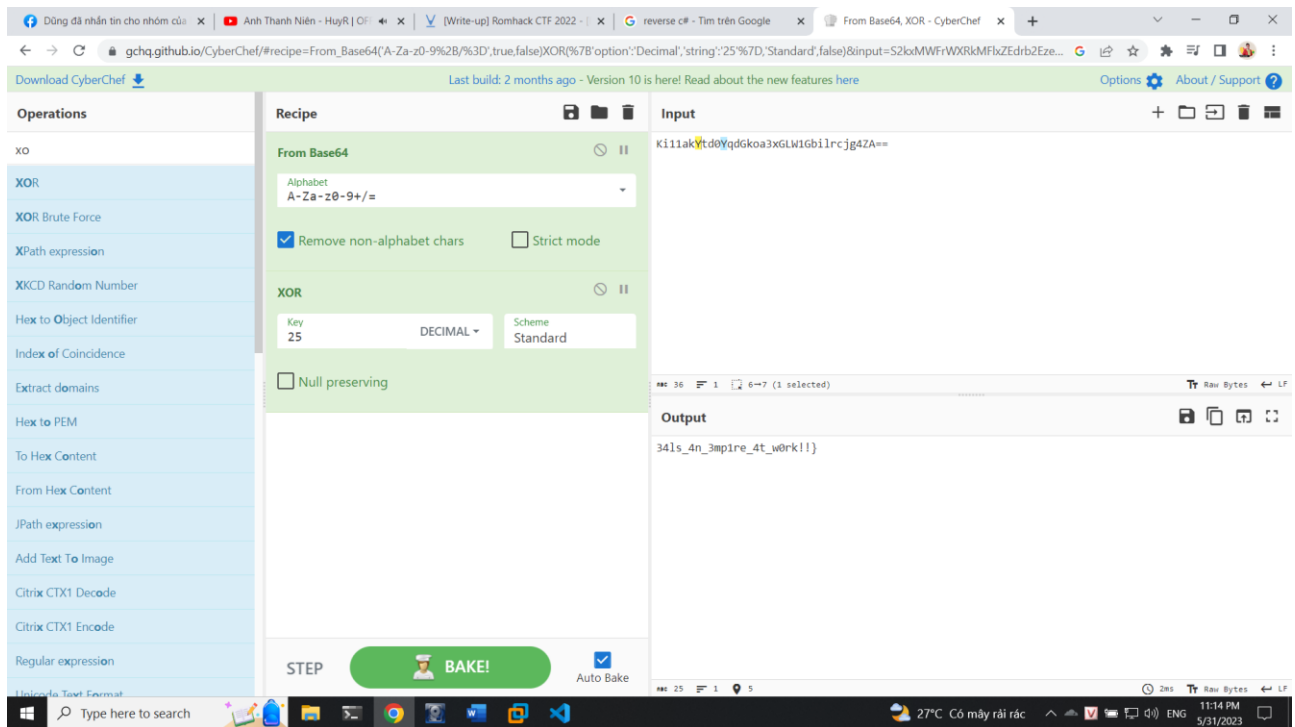 Dũng đã nhắn tin cho nhóm của
Anh Thanh Niên - HuyR | OF
[Write-up] Romhack CTF 2022 - [
reverse c# - Tìm trên Google
From Base64, XOR - CyberChef
gchq.github.io/CyberChef/#recipe=From_Base64('A-Za-z0-9%2B/%3D',true,false)XOR(%7B'option':'Decimal','string':'25'%7D,'Standard',false)&input=S2kxMWFrWXRkMFlxZEdrb2Eze...
Download CyberChef
Last build: 2 months ago - Version 10 is here! Read about the new features here
Options
About / Support
Operations
Recipe
Input
xo
XOR
XOR Brute Force
XPath expression
XKCD Random Number
Hex to Object Identifier
Index of Coincidence
Extract domains
Hex to PEM
To Hex Content
From Hex Content
JPath expression
Add Text To Image
Citrix CTX1 Decode
Citrix CTX1 Encode
Regular expression
Unicode Text Format
From Base64
Alphabet
A-Za-z0-9+/=
Remove non-alphabet chars
Strict mode
XOR
Key
25
DECIMAL
Scheme
Standard
Null preserving
STEP
BAKE!
Auto Bake
Ki11akYtd0YqdGkoa3xGLW1Gbilrcjg4ZA==
ABC 36 1 6→7 (1 selected)
Tт Raw Bytes
LF
Output
34ls_4n_3mp1re_4t_w0rk!!}
ABC 25 1 5
2ms
Tт Raw Bytes
LF
Type here to search
27°C Có mây rải rác
ENG
11:14 PM
5/31/2023